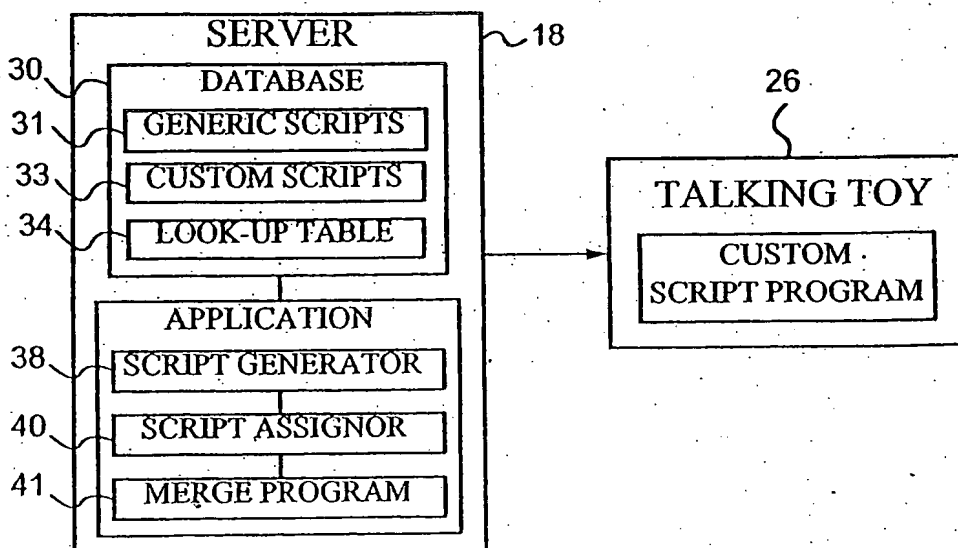 SERVER
18
30
DATABASE
31
GENERIC SCRIPTS
33
CUSTOM SCRIPTS
34
LOOK-UP TABLE
APPLICATION
38
SCRIPT GENERATOR
40
SCRIPT ASSIGNOR
41
MERGE PROGRAM
26
TALKING TOY
CUSTOM
SCRIPT PROGRAM